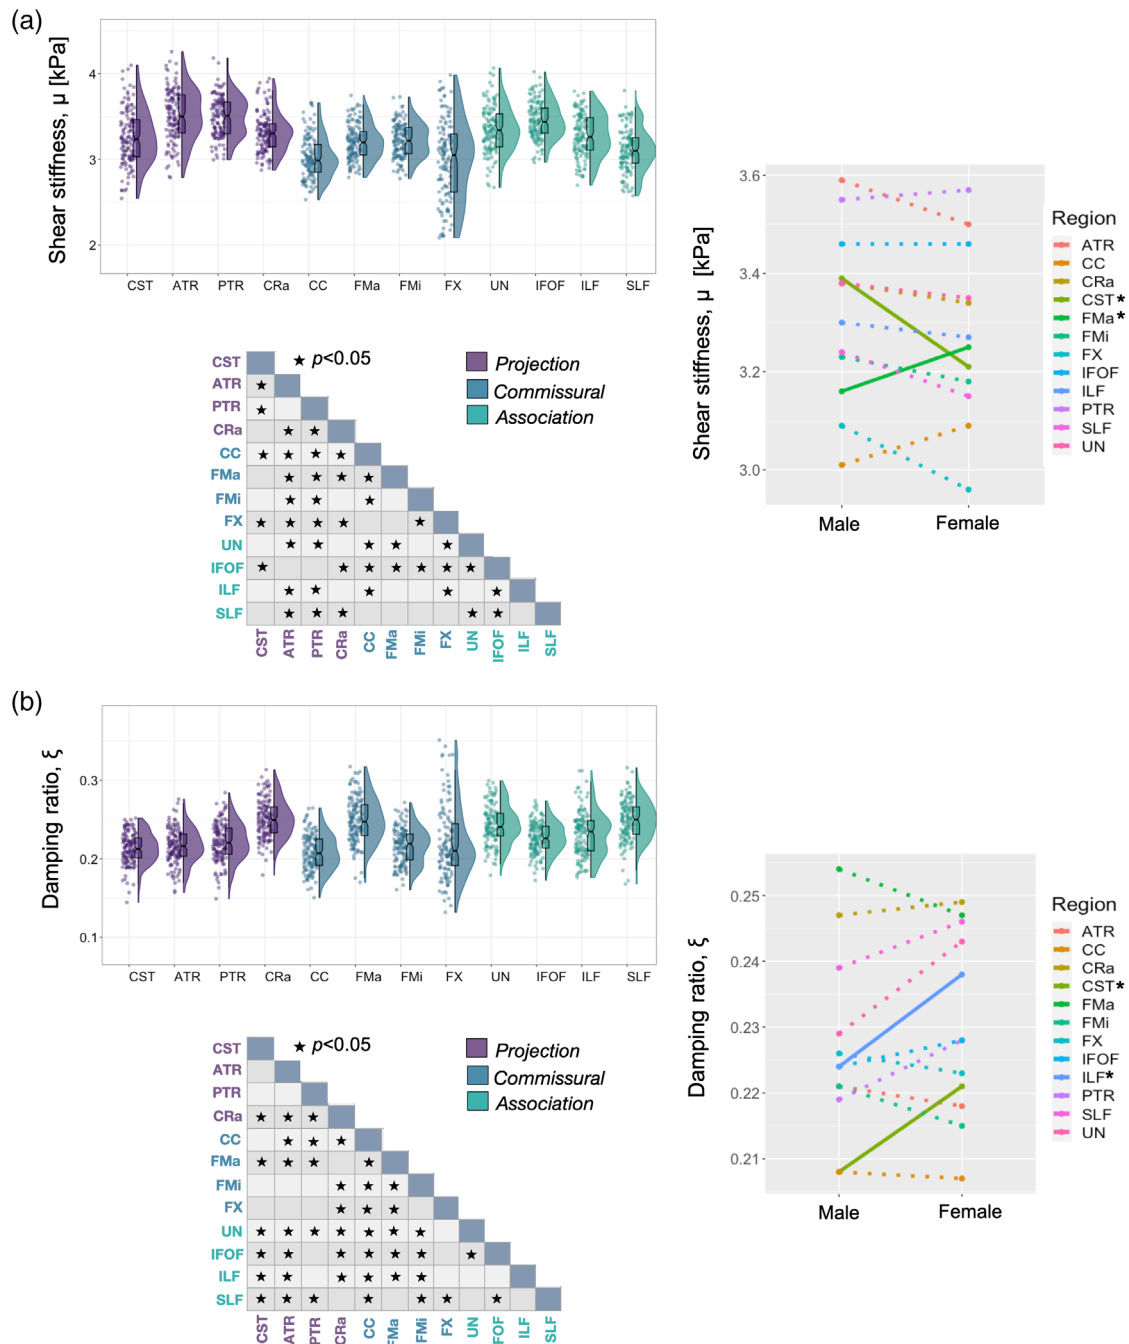 (a)
Shear stiffness, μ [kPa]
4
3
2
CST ATR PTR CRa CC FMa FMi FX UN IFOF ILF SLF
★ p<0.05
Projection
Commissural
Association
CST
ATR
PTR
CRa
CC
FMa
FMi
FX
UN
IFOF
ILF
SLF
CST ATR PTR CRa CC FMa FMi FX UN IFOF ILF SLF
Shear stiffness, μ [kPa]
3.6
3.4
3.2
3.0
Male Female
Region
ATR
CC
CRa
CST*
FMa*
FMi
FX
IFOF
ILF
PTR
SLF
UN
(b)
Damping ratio, ξ
0.3
0.2
0.1
CST ATR PTR CRa CC FMa FMi FX UN IFOF ILF SLF
★ p<0.05
Projection
Commissural
Association
CST
ATR
PTR
CRa
CC
FMa
FMi
FX
UN
IFOF
ILF
SLF
CST ATR PTR CRa CC FMa FMi FX UN FOF ILF SLF
Damping ratio, ξ
0.25
0.24
0.23
0.22
0.21
Male Female
Region
ATR
CC
CRa
CST*
FMa
FMi
FX
IFOF
ILF*
PTR
SLF
UN